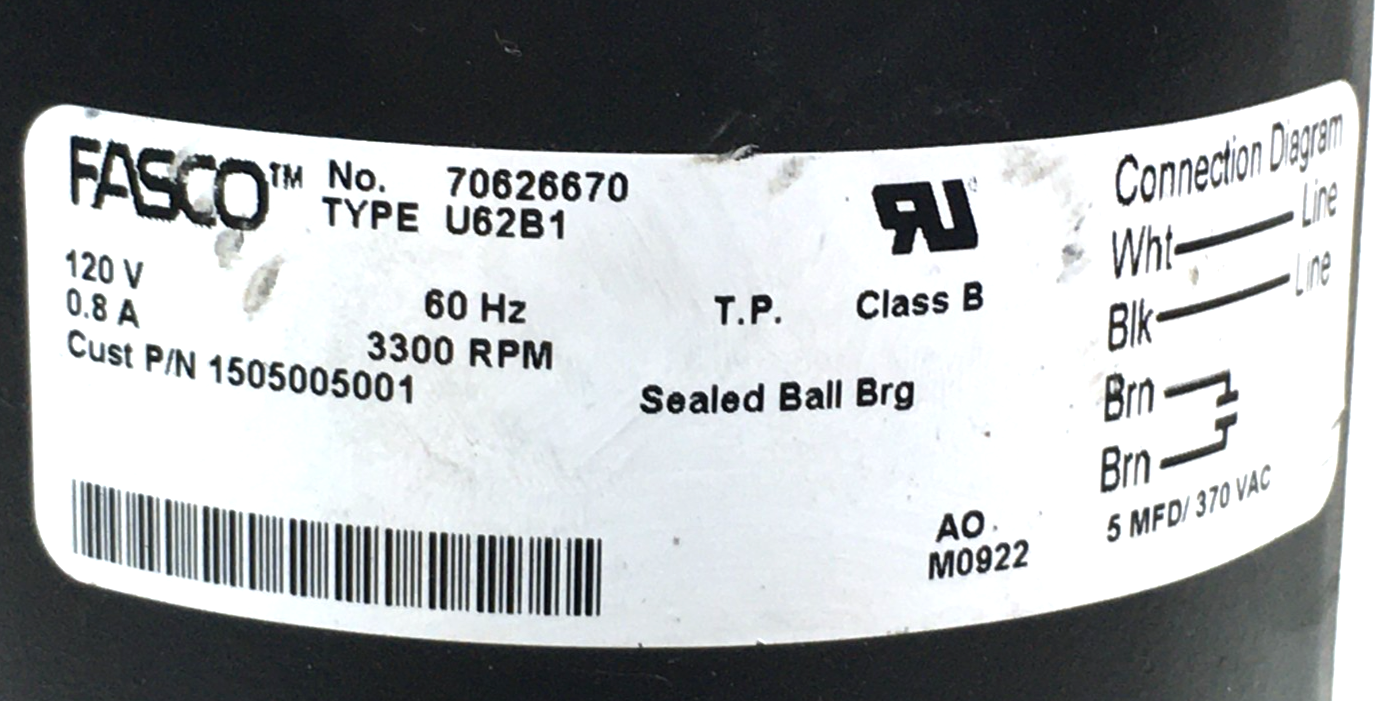 FASCO™ No. 70626670
TYPE U62B1
120 V
0.8 A 60 Hz T.P. Class B
3300 RPM
Cust P/N 1505005001
Sealed Ball Brg
AO.
M0922
Connection Diagram
Wht Line
Blk Line
Brn
Brn
5 MFD/ 370 VAC